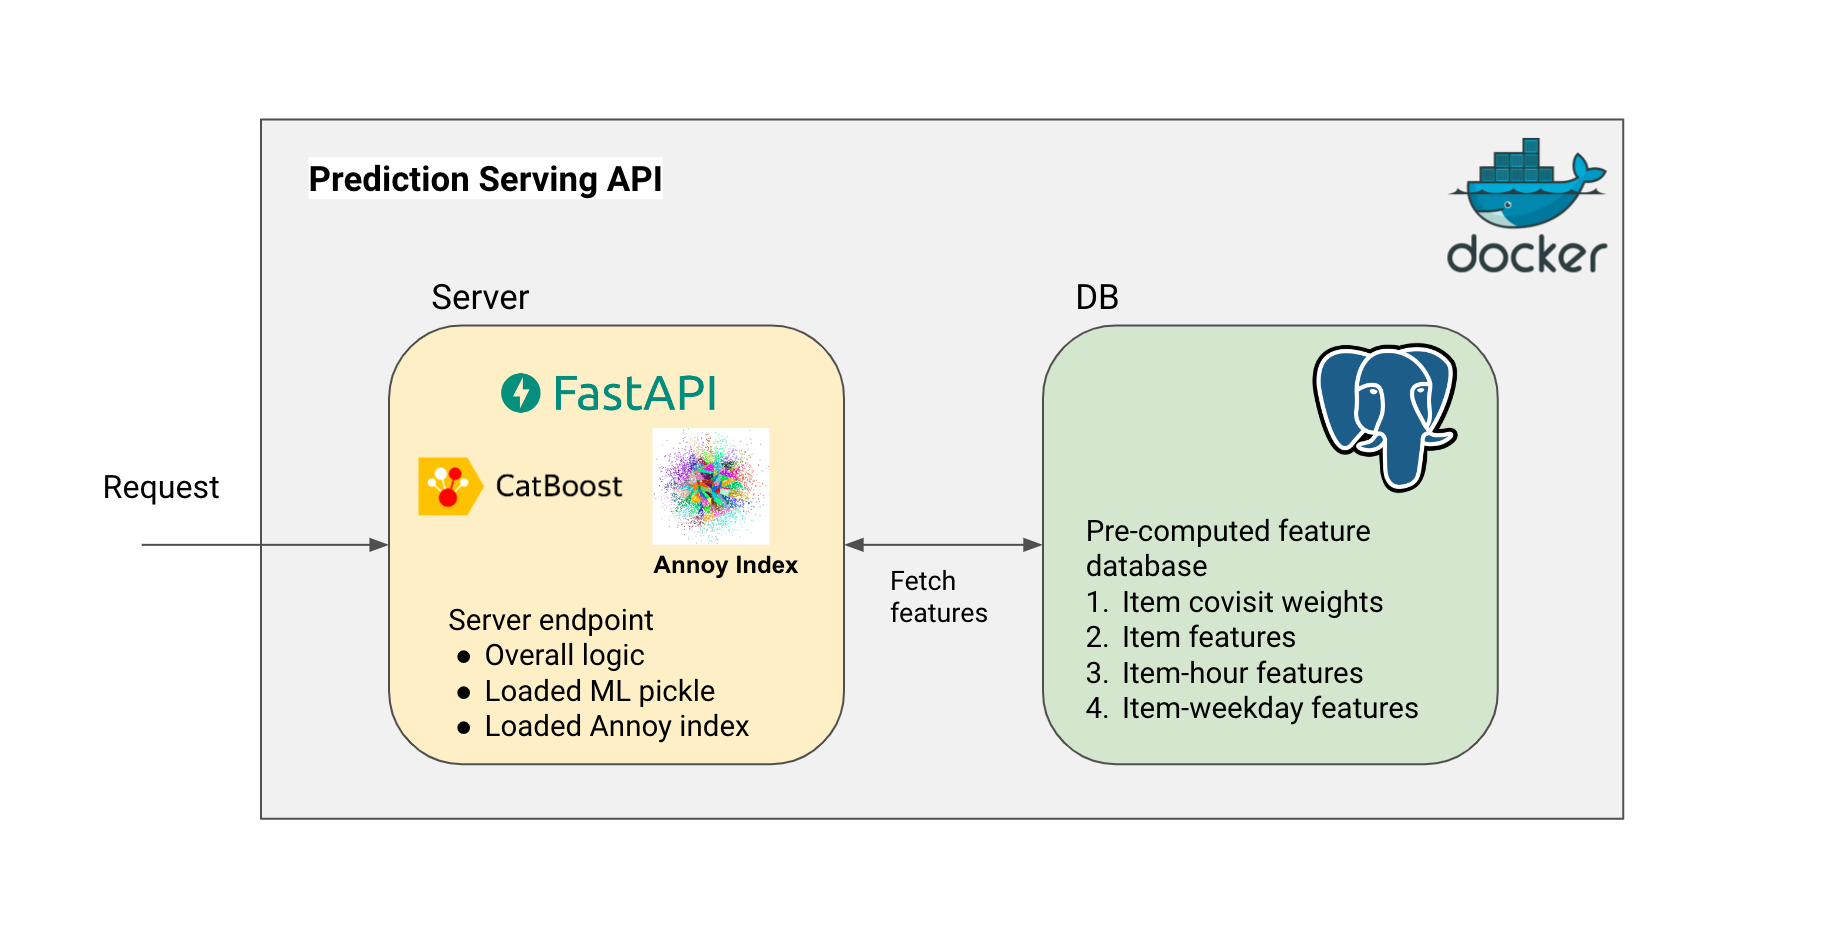 Prediction Serving API
docker
Server
DB
FastAPI
CatBoost
Annoy Index
Request
Fetch
features
Server endpoint
● Overall logic
● Loaded ML pickle
● Loaded Annoy index
Pre-computed feature
database
1. Item covisit weights
2. Item features
3. Item-hour features
4. Item-weekday features